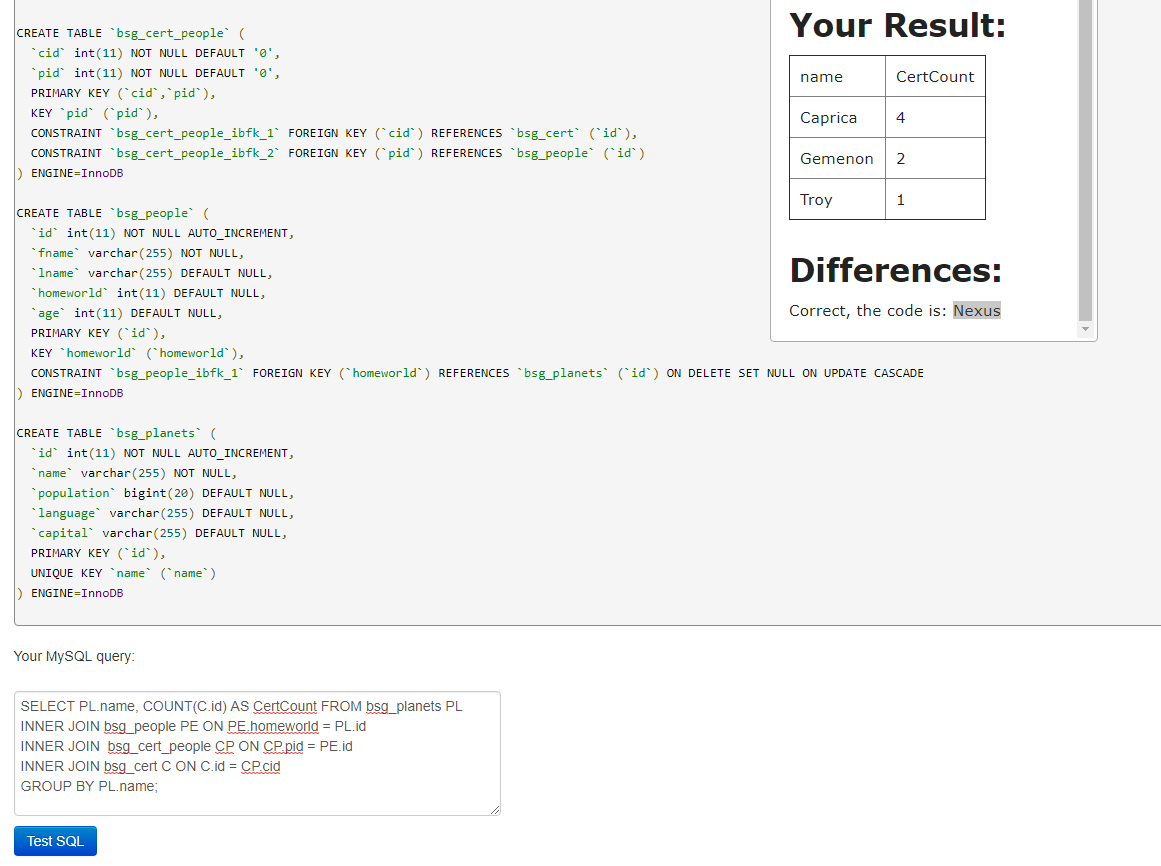 CREATE TABLE `bsg_cert_people` (
  `cid` int(11) NOT NULL DEFAULT '0',
  `pid` int(11) NOT NULL DEFAULT '0',
  PRIMARY KEY (`cid`,`pid`),
  KEY `pid` (`pid`),
  CONSTRAINT `bsg_cert_people_ibfk_1` FOREIGN KEY (`cid`) REFERENCES `bsg_cert` (`id`),
  CONSTRAINT `bsg_cert_people_ibfk_2` FOREIGN KEY (`pid`) REFERENCES `bsg_people` (`id`)
) ENGINE=InnoDB
CREATE TABLE `bsg_people` (
  `id` int(11) NOT NULL AUTO_INCREMENT,
  `fname` varchar(255) NOT NULL,
  `lname` varchar(255) DEFAULT NULL,
  `homeworld` int(11) DEFAULT NULL,
  `age` int(11) DEFAULT NULL,
  PRIMARY KEY (`id`),
  KEY `homeworld` (`homeworld`),
  CONSTRAINT `bsg_people_ibfk_1` FOREIGN KEY (`homeworld`) REFERENCES `bsg_planets` (`id`) ON DELETE SET NULL ON UPDATE CASCADE
) ENGINE=InnoDB
CREATE TABLE `bsg_planets` (
  `id` int(11) NOT NULL AUTO_INCREMENT,
  `name` varchar(255) NOT NULL,
  `population` bigint(20) DEFAULT NULL,
  `language` varchar(255) DEFAULT NULL,
  `capital` varchar(255) DEFAULT NULL,
  PRIMARY KEY (`id`),
  UNIQUE KEY `name` (`name`)
) ENGINE=InnoDB
Your Result:
name CertCount
Caprica 4
Gemenon 2
Troy 1
Differences:
Correct, the code is: Nexus
Your MySQL query:
SELECT PL.name, COUNT(C.id) AS CertCount FROM bsg_planets PL
INNER JOIN bsg_people PE ON PE.homeworld = PL.id
INNER JOIN  bsg_cert_people CP ON CP.pid = PE.id
INNER JOIN bsg_cert C ON C.id = CP.cid
GROUP BY PL.name;
Test SQL